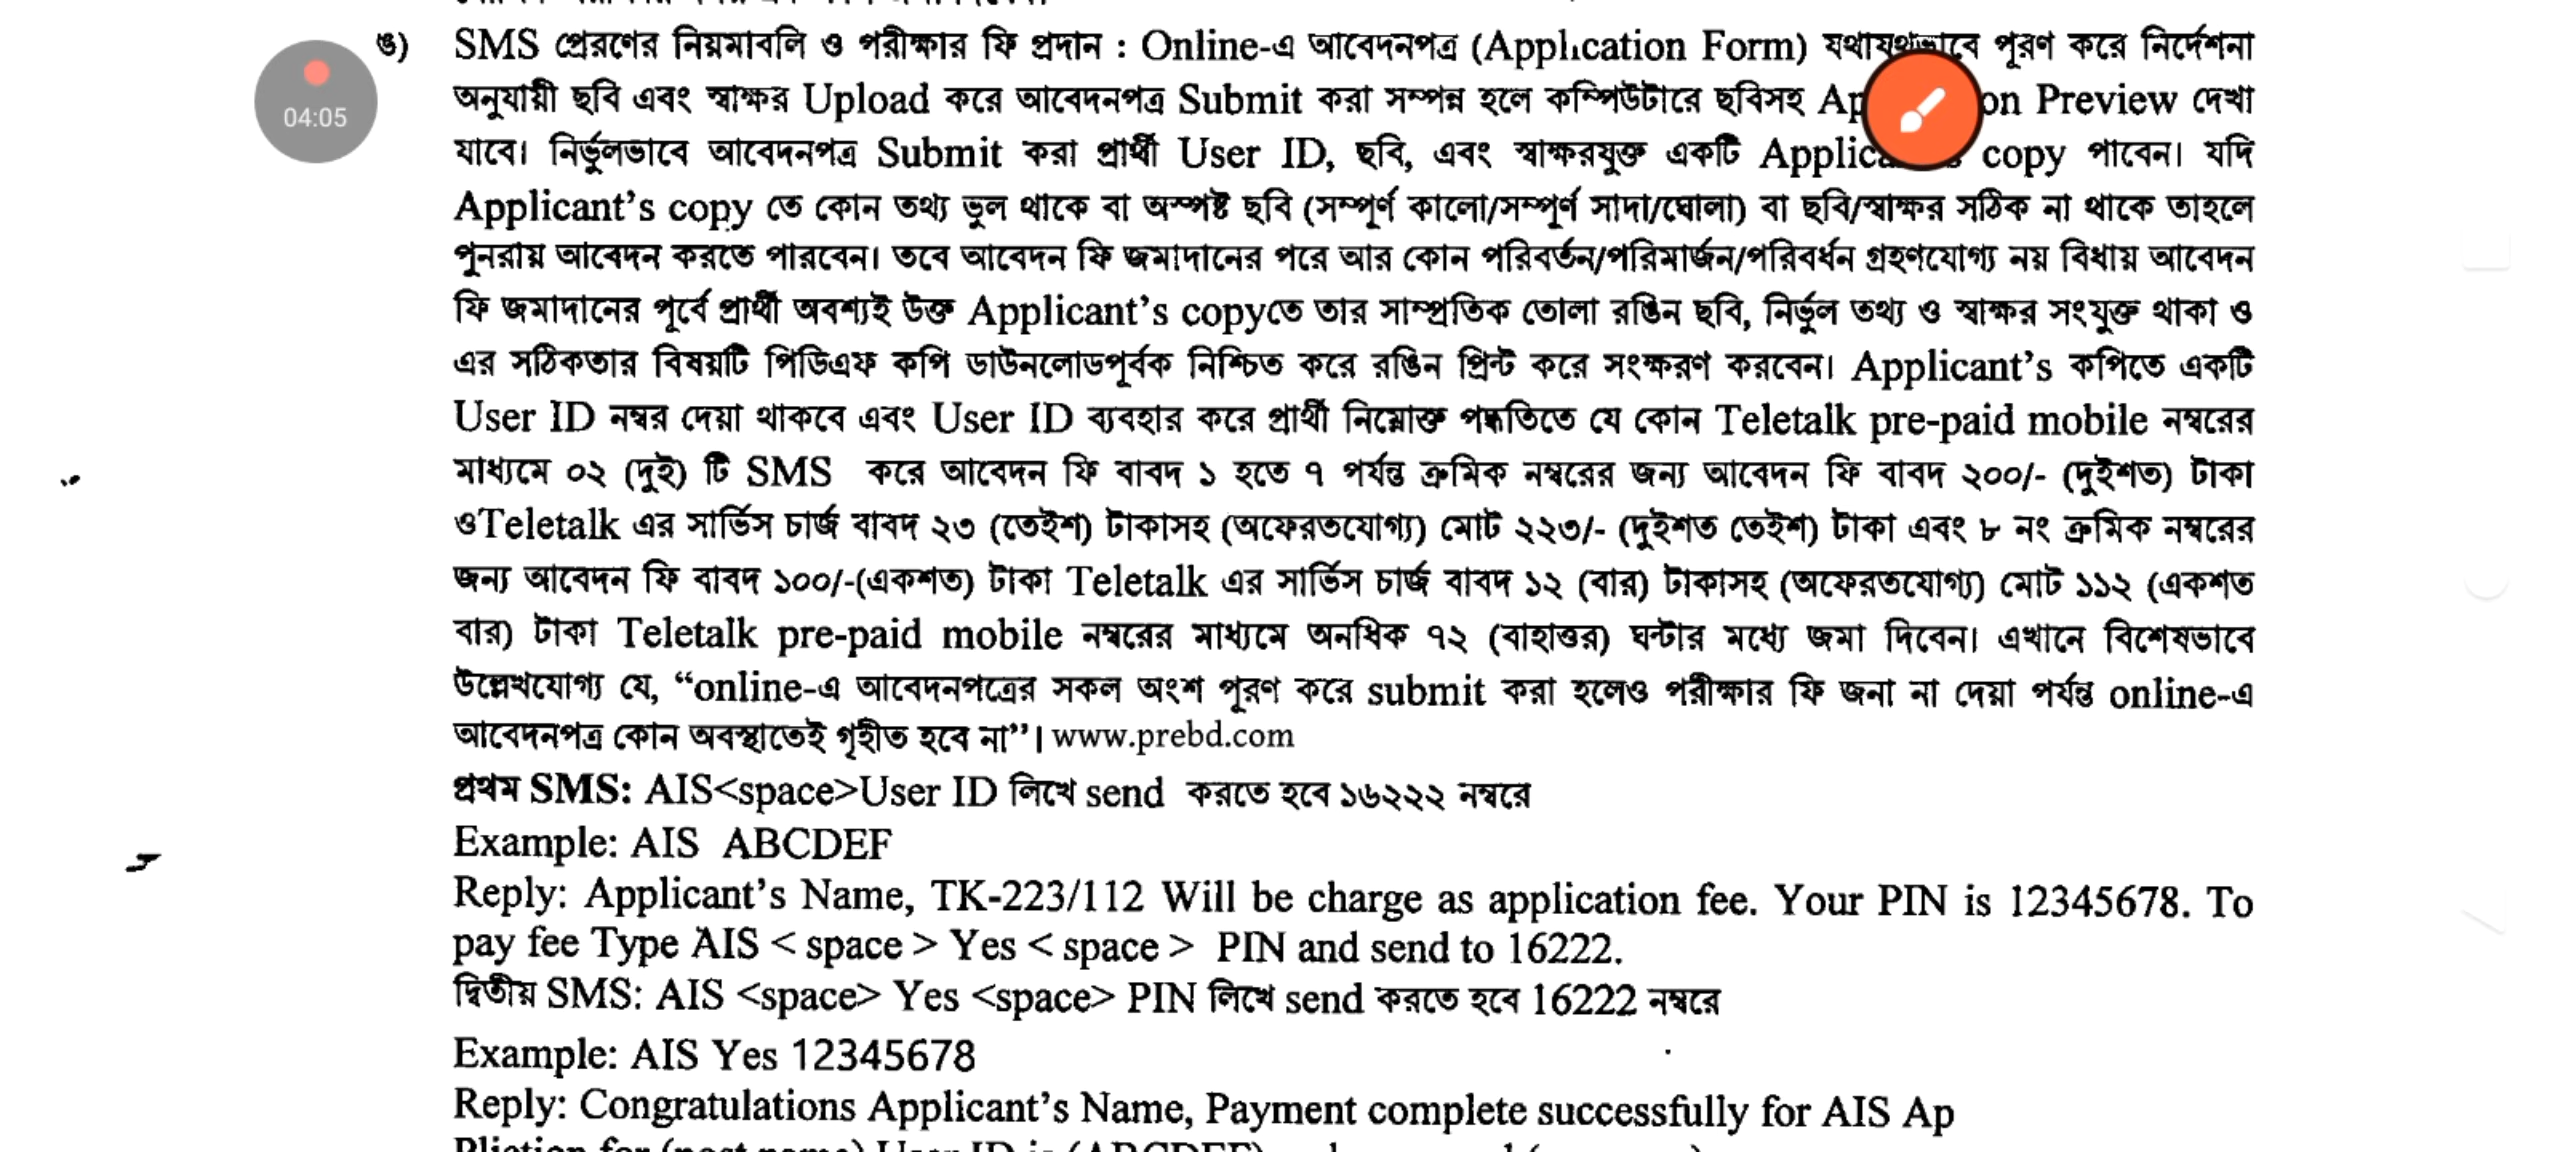 ঙ) SMS প্রেরণের নিয়মাবলি ও পরীক্ষার ফি প্রদান : Online-এ আবেদনপত্র (Application Form) যথাযথভাবে পূরণ করে নির্দেশনা
04:05
অনুযায়ী ছবি এবং স্বাক্ষর Upload করে আবেদনপত্র Submit করা সম্পন্ন হলে কম্পিউটারে ছবিসহ Preview দেখা
যাবে। নির্ভুলভাবে আবেদনপত্র Submit করা প্রার্থী User ID, ছবি, এবং স্বাক্ষরযুক্ত একটি copy পাবেন। যদি
Applicant's copy তে কোন তথ্য ভুল থাকে বা অস্পষ্ট ছবি (সম্পূর্ণ কালো/সম্পূর্ণ সাদা/ঘোলা) বা ছবি/স্বাক্ষর সঠিক না থাকে তাহলে
পুনরায় আবেদন করতে পারবেন। তবে আবেদন ফি জমাদানের পরে আর কোন পরিবর্তন/পরিমার্জন/পরিবর্ধন গ্রহণযোগ্য নয় বিধায় আবেদন
ফি জমাদানের পূর্বে প্রার্থী অবশ্যই উক্ত Applicant's copyতে তার সাম্প্রতিক তোলা রঙিন ছবি, নির্ভুল তথ্য ও স্বাক্ষর সংযুক্ত থাকা ও
এর সঠিকতার বিষয়টি পিডিএফ কপি ডাউনলোডপূর্বক নিশ্চিত করে রঙিন প্রিন্ট করে সংক্ষরণ করবেন। Applicant's কপিতে একটি
User ID নম্বর দেয়া থাকবে এবং User ID ব্যবহার করে প্রার্থী নিম্নোক্ত পদ্ধতিতে যে কোন Teletalk pre-paid mobile নম্বরের
মাধ্যমে ০২ (দুই) টি SMS করে আবেদন ফি বাবদ ১ হতে ৭ পর্যন্ত ক্রমিক নম্বরের জন্য আবেদন ফি বাবদ ২০০/- (দুইশত) টাকা
ওTeletalk এর সার্ভিস চার্জ বাবদ ২৩ (তেইশ) টাকাসহ (অফেরতযোগ্য) মোট ২২৩/- (দুইশত তেইশ) টাকা এবং ৮ নং ক্রমিক নম্বরের
জন্য আবেদন ফি বাবদ ১০০/-(একশত) টাকা Teletalk এর সার্ভিস চার্জ বাবদ ১২ (বার) টাকাসহ (অফেরতযোগ্য) মোট ১১২ (একশত
বার) টাকা Teletalk pre-paid mobile নম্বরের মাধ্যমে অনধিক ৭২ (বাহাত্তর) ঘন্টার মধ্যে জমা দিবেন। এখানে বিশেষভাবে
উল্লেখযোগ্য যে, “online-এ আবেদনপত্রের সকল অংশ পূরণ করে submit করা হলেও পরীক্ষার ফি জনা না দেয়া পর্যন্ত online-এ
আবেদনপত্র কোন অবস্থাতেই গৃহীত হবে না”। www.prebd.com
প্রথম SMS: AIS<space>User ID লিখে send করতে হবে ১৬২২২ নম্বরে
Example: AIS ABCDEF
Reply: Applicant's Name, TK-223/112 Will be charge as application fee. Your PIN is 12345678. To
pay fee Type AIS < space > Yes < space > PIN and send to 16222.
দ্বিতীয় SMS: AIS <space> Yes <space> PIN লিখে send করতে হবে 16222 নম্বরে
Example: AIS Yes 12345678
Reply: Congratulations Applicant's Name, Payment complete successfully for AIS Ap